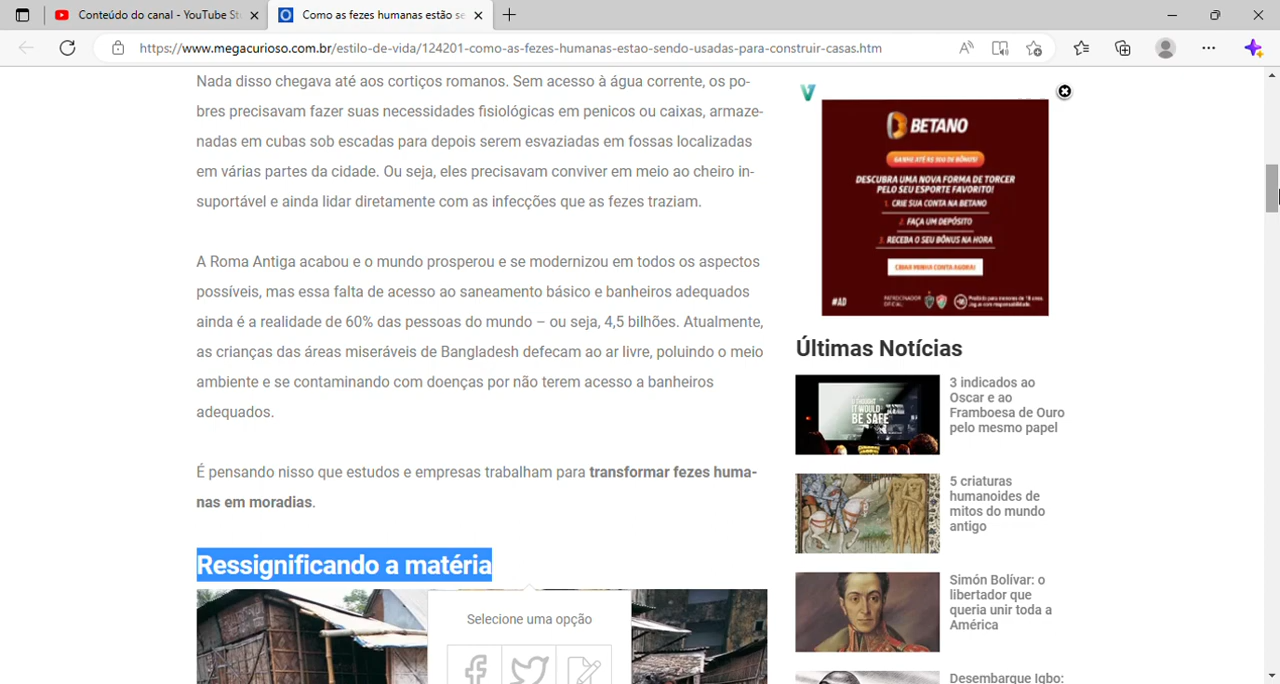 Conteúdo do canal - YouTube St
Como as fezes humanas estão se
https://www.megacurioso.com.br/estilo-de-vida/124201-como-as-fezes-humanas-estao-sendo-usadas-para-construir-casas.htm
Nada disso chegava até aos cortiços romanos. Sem acesso à água corrente, os po-
bres precisavam fazer suas necessidades fisiológicas em penicos ou caixas, armaze-
nadas em cubas sob escadas para depois serem esvaziadas em fossas localizadas
em várias partes da cidade. Ou seja, eles precisavam conviver em meio ao cheiro in-
suportável e ainda lidar diretamente com as infecções que as fezes traziam.
A Roma Antiga acabou e o mundo prosperou e se modernizou em todos os aspectos
possíveis, mas essa falta de acesso ao saneamento básico e banheiros adequados
ainda é a realidade de 60% das pessoas do mundo – ou seja, 4,5 bilhões. Atualmente,
as crianças das áreas miseráveis de Bangladesh defecam ao ar livre, poluindo o meio
ambiente e se contaminando com doenças por não terem acesso a banheiros
adequados.
É pensando nisso que estudos e empresas trabalham para transformar fezes huma-
nas em moradias.
Ressignificando a matéria
Selecione uma opção
BETANO
GANHE ATÉ R$ 500 DE BÔNUS!
DESCUBRA UMA NOVA FORMA DE TORCER
PELO SEU ESPORTE FAVORITO!
1. CRIE SUA CONTA NA BETANO
2. FAÇA UM DEPÓSITO
3. RECEBA O SEU BÔNUS NA HORA
CRIAR MINHA CONTA AGORA!
#AD
PATROCINADOR
OFICIAL
Proibido para menores de 18 anos.
Jogue com responsabilidade.
Últimas Notícias
3 indicados ao
Oscar e ao
Framboesa de Ouro
pelo mesmo papel
IT WOULD
BE SAFE
5 criaturas
humanoides de
mitos do mundo
antigo
Simón Bolívar: o
libertador que
queria unir toda a
América
Desembarque Igbo: